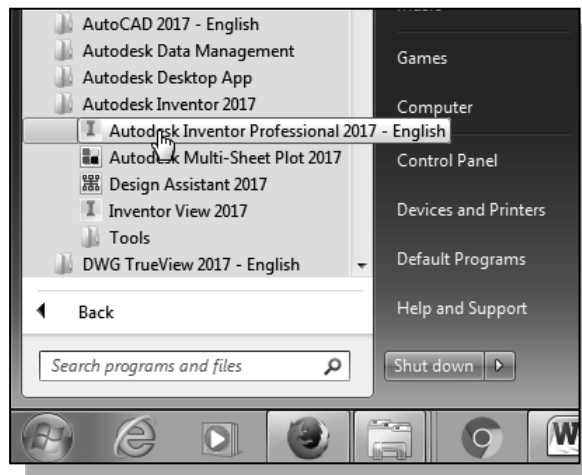 AutoCAD 2017 - English
Autodesk Data Management
Autodesk Desktop App
Autodesk Inventor 2017
Autodesk Inventor Professional 2017 - English
Autodesk Multi-Sheet Plot 2017
Design Assistant 2017
Inventor View 2017
Tools
DWG TrueView 2017 - English
Back
Search programs and files
Games
Computer
Control Panel
Devices and Printers
Default Programs
Help and Support
Shut down
W